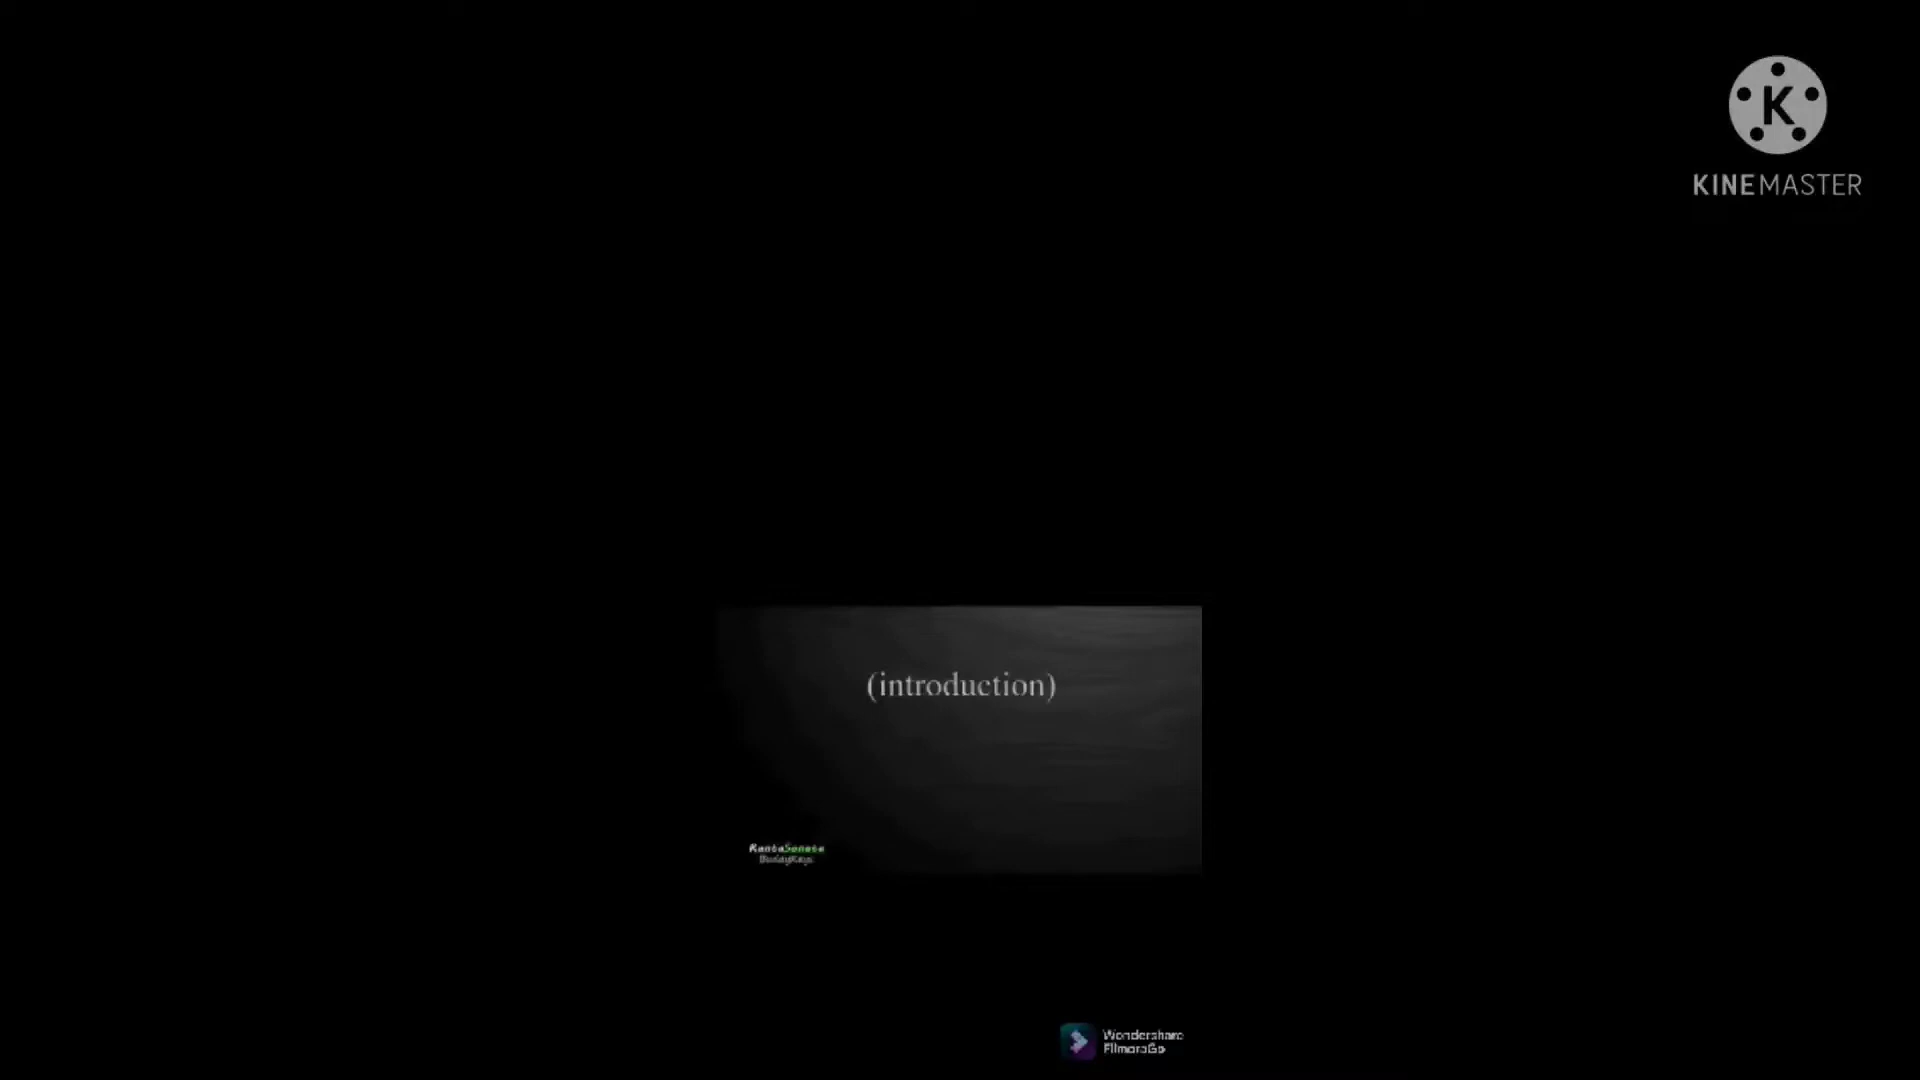 K
KINEMASTER
(introduction)
Wondershare
FilmoraGo